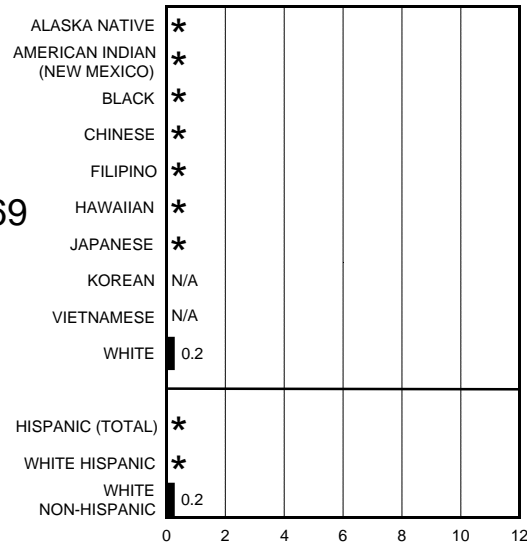 ALASKA NATIVE *
AMERICAN INDIAN
(NEW MEXICO) *
BLACK *
CHINESE *
FILIPINO *
HAWAIIAN *
JAPANESE *
KOREAN N/A
VIETNAMESE N/A
WHITE 0.2
HISPANIC (TOTAL) *
WHITE HISPANIC *
WHITE
NON-HISPANIC 0.2
0 2 4 6 8 10 12